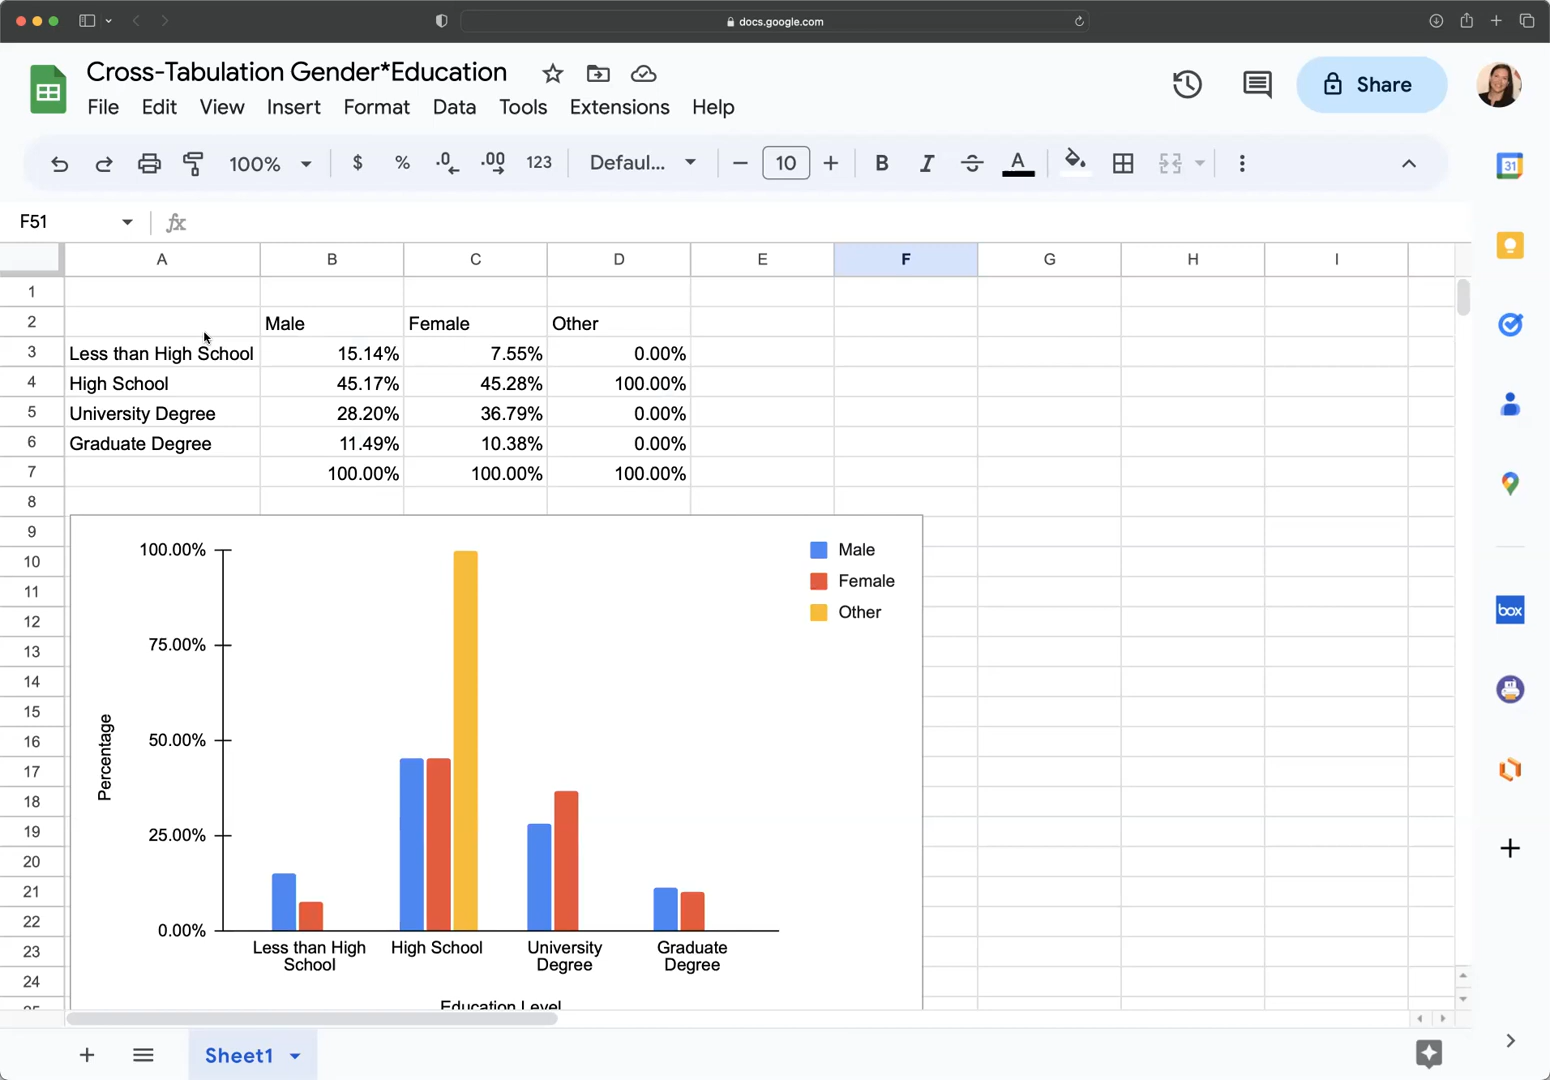 docs.google.com
Cross-Tabulation Gender*Education
File Edit View Insert Format Data Tools Extensions Help
Share
100% $ % .0 .00 123 Defaul... 10 B I A
31
F51 fx
A B C D E F G H I
1
2 Male Female Other
3 Less than High School 15.14% 7.55% 0.00%
4 High School 45.17% 45.28% 100.00%
5 University Degree 28.20% 36.79% 0.00%
6 Graduate Degree 11.49% 10.38% 0.00%
7 100.00% 100.00% 100.00%
8
9
10
11
12
13
14
15
16
17
18
19
20
21
22
23
24
25
100.00%
75.00%
50.00%
25.00%
0.00%
Percentage
Male
Female
Other
Less than High School
High School
University Degree
Graduate Degree
Education Level
box
Sheet1